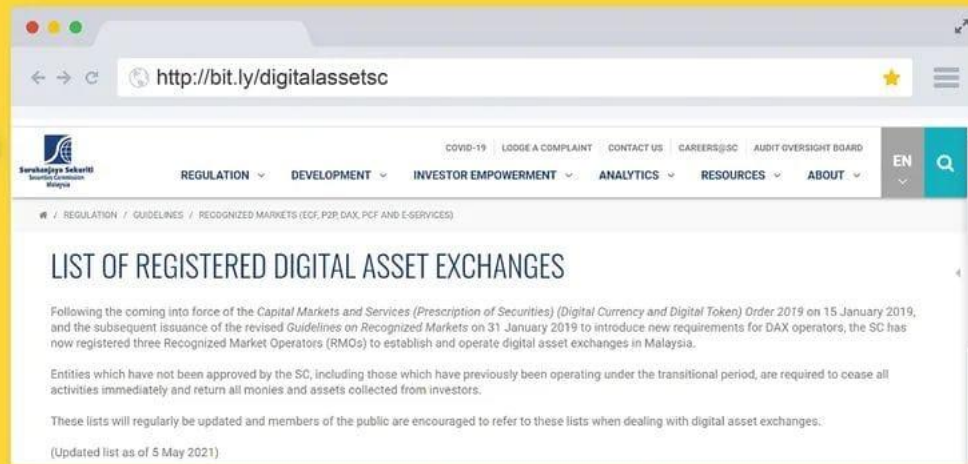 http://bit.ly/digitalassetsc
Suruhanjaya Sekuriti
Securities Commission
Malaysia
COVID-19 LODGE A COMPLAINT CONTACT US CAREERS@SC AUDIT OVERSIGHT BOARD
REGULATION DEVELOPMENT INVESTOR EMPOWERMENT ANALYTICS RESOURCES ABOUT EN
/ REGULATION / GUIDELINES / RECOGNIZED MARKETS (ECF, P2P, DAX, PCF AND E-SERVICES)
LIST OF REGISTERED DIGITAL ASSET EXCHANGES
Following the coming into force of the Capital Markets and Services (Prescription of Securities) (Digital Currency and Digital Token) Order 2019 on 15 January 2019,
and the subsequent issuance of the revised Guidelines on Recognized Markets on 31 January 2019 to introduce new requirements for DAX operators, the SC has
now registered three Recognized Market Operators (RMOs) to establish and operate digital asset exchanges in Malaysia.
Entities which have not been approved by the SC, including those which have previously been operating under the transitional period, are required to cease all
activities immediately and return all monies and assets collected from investors.
These lists will regularly be updated and members of the public are encouraged to refer to these lists when dealing with digital asset exchanges.
(Updated list as of 5 May 2021)